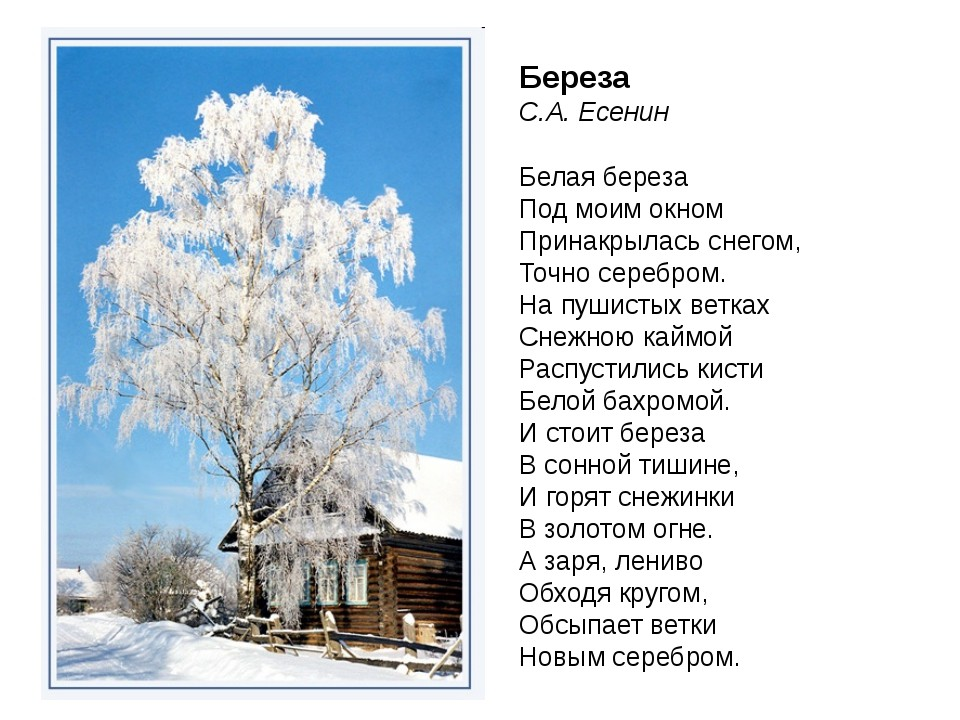 Береза
С.А. Есенин
Белая береза
Под моим окном
Принакрылась снегом,
Точно серебром.
На пушистых ветках
Снежною каймой
Распустились кисти
Белой бахромой.
И стоит береза
В сонной тишине,
И горят снежинки
В золотом огне.
А заря, лениво
Обходя кругом,
Обсыпает ветки
Новым серебром.